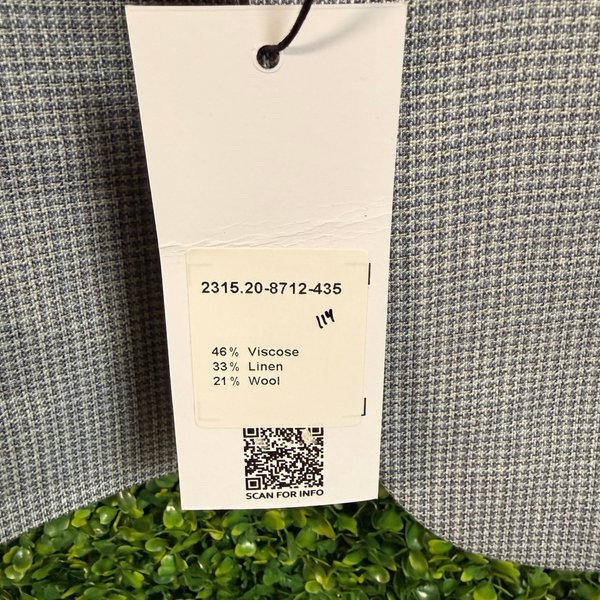 2315.20-8712-435
114
46% Viscose
33% Linen
21% Wool
SCAN FOR INFO